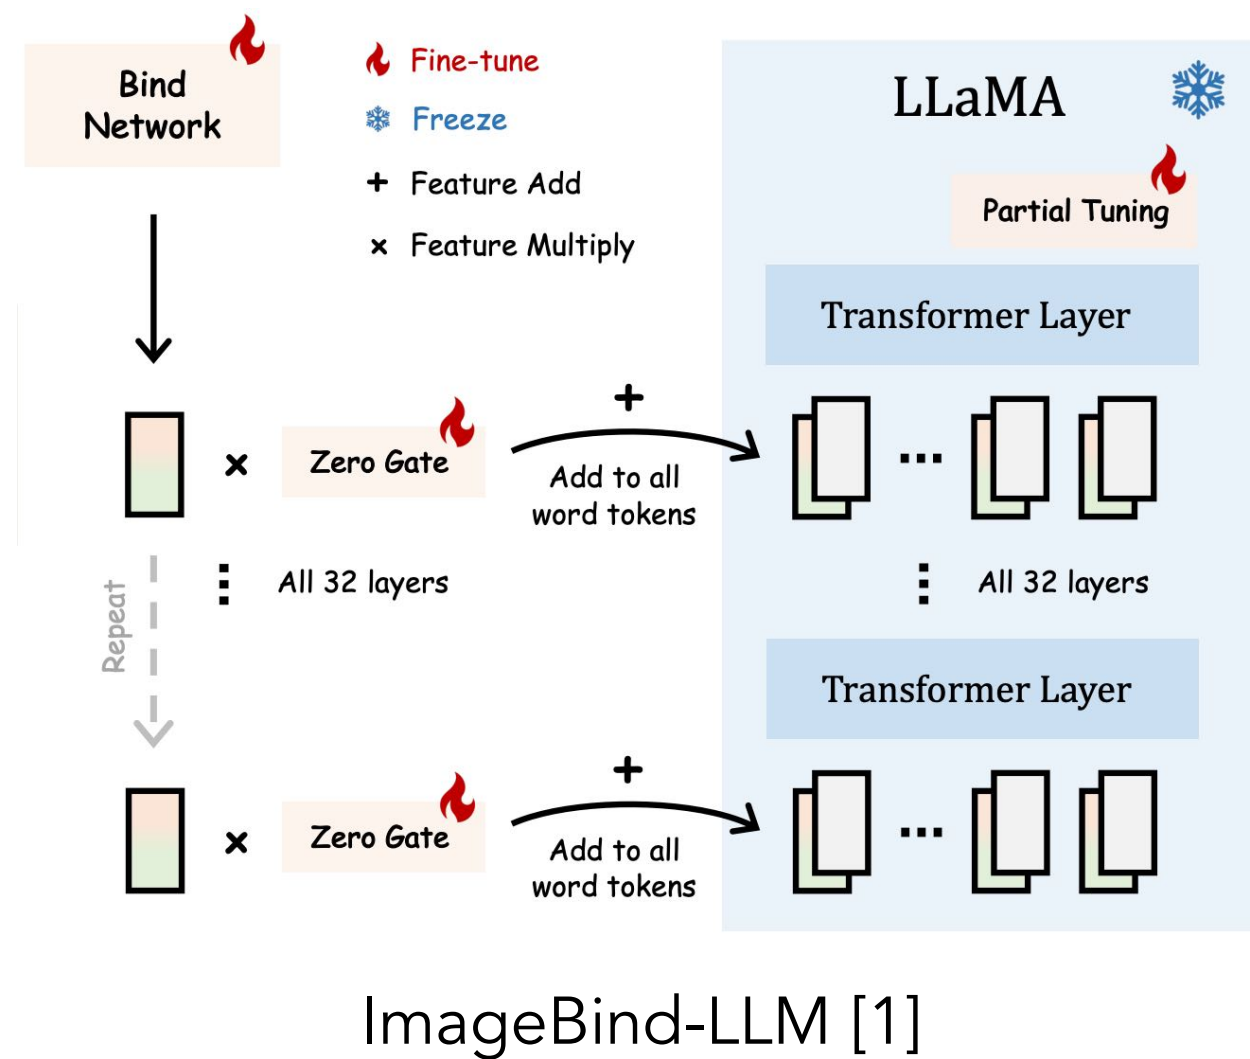 Bind
Network
Fine-tune
Freeze
+ Feature Add
× Feature Multiply
LLaMA
Partial Tuning
Transformer Layer
× Zero Gate
+
Add to all
word tokens
...
Repeat
All 32 layers
All 32 layers
Transformer Layer
× Zero Gate
+
Add to all
word tokens
...
ImageBind-LLM [1]